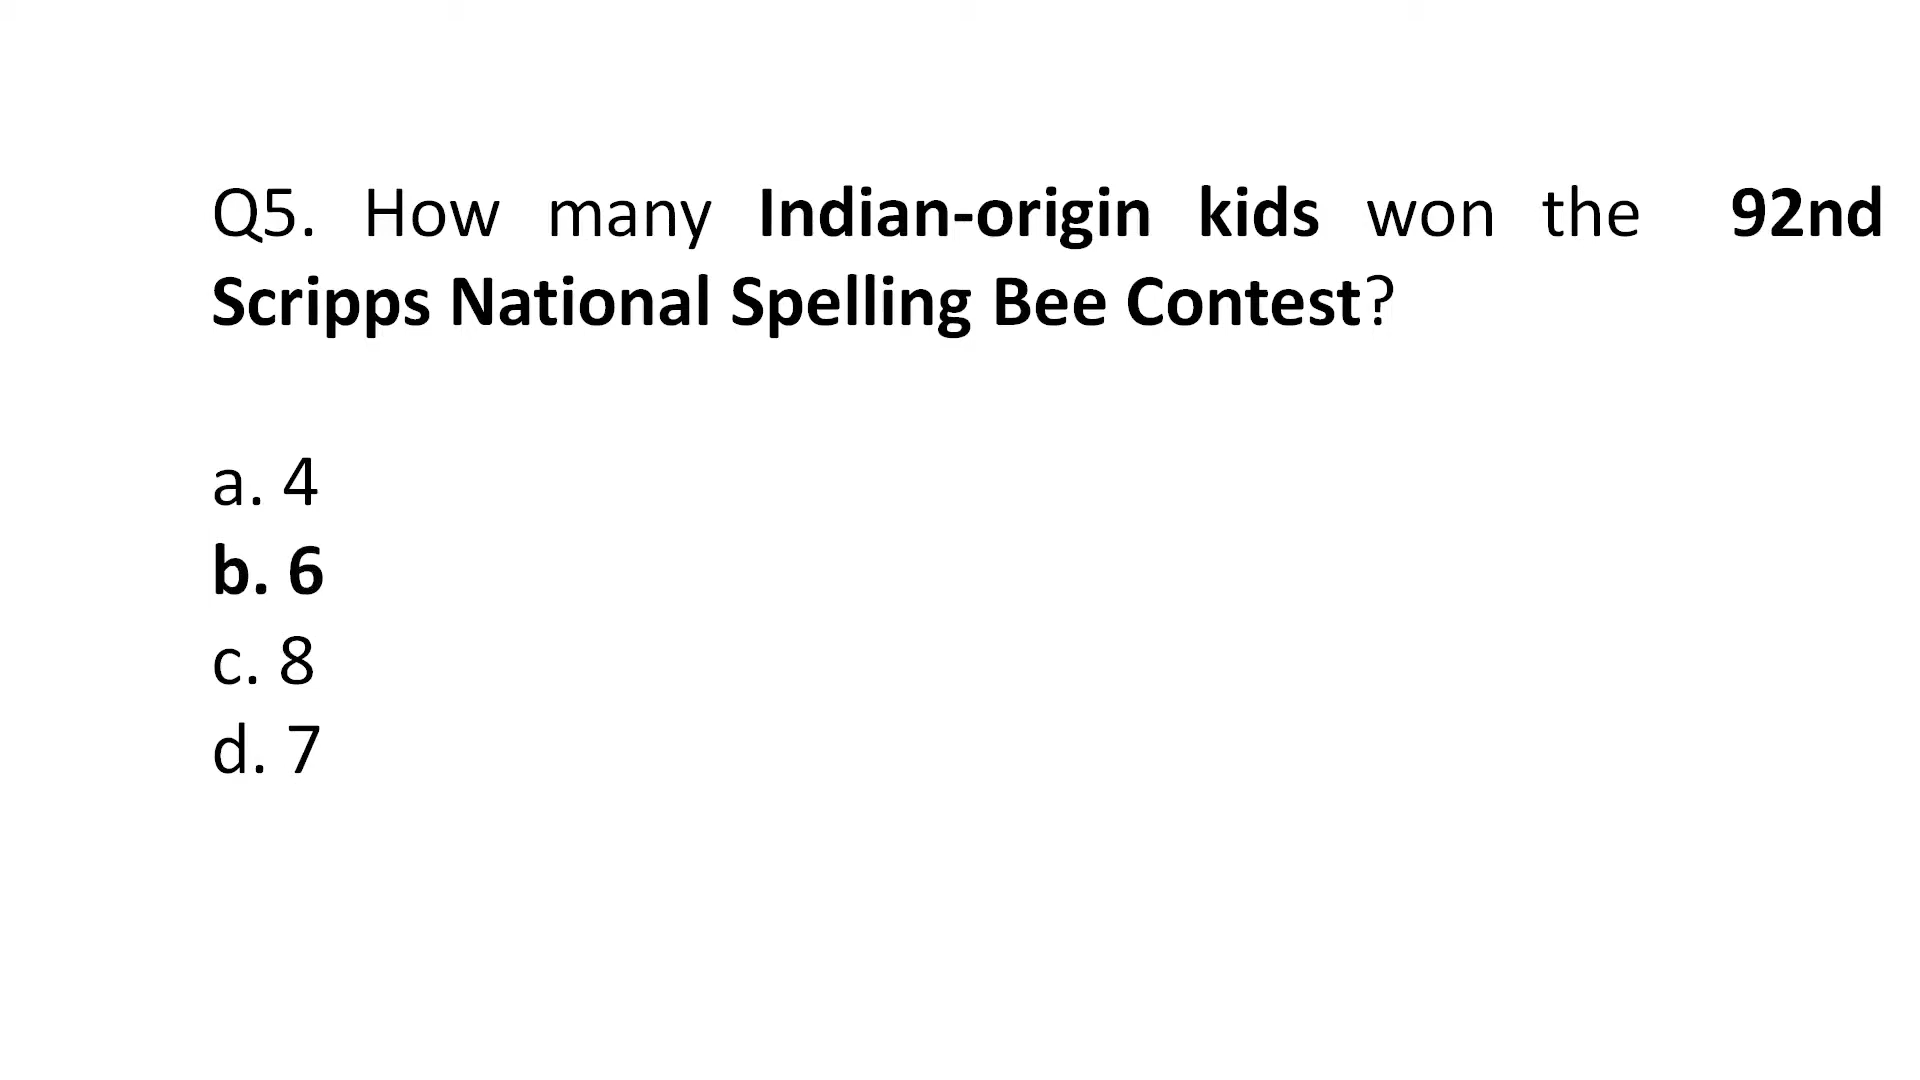 Q5. How many Indian-origin kids won the 92nd
Scripps National Spelling Bee Contest?
a. 4
b. 6
c. 8
d. 7